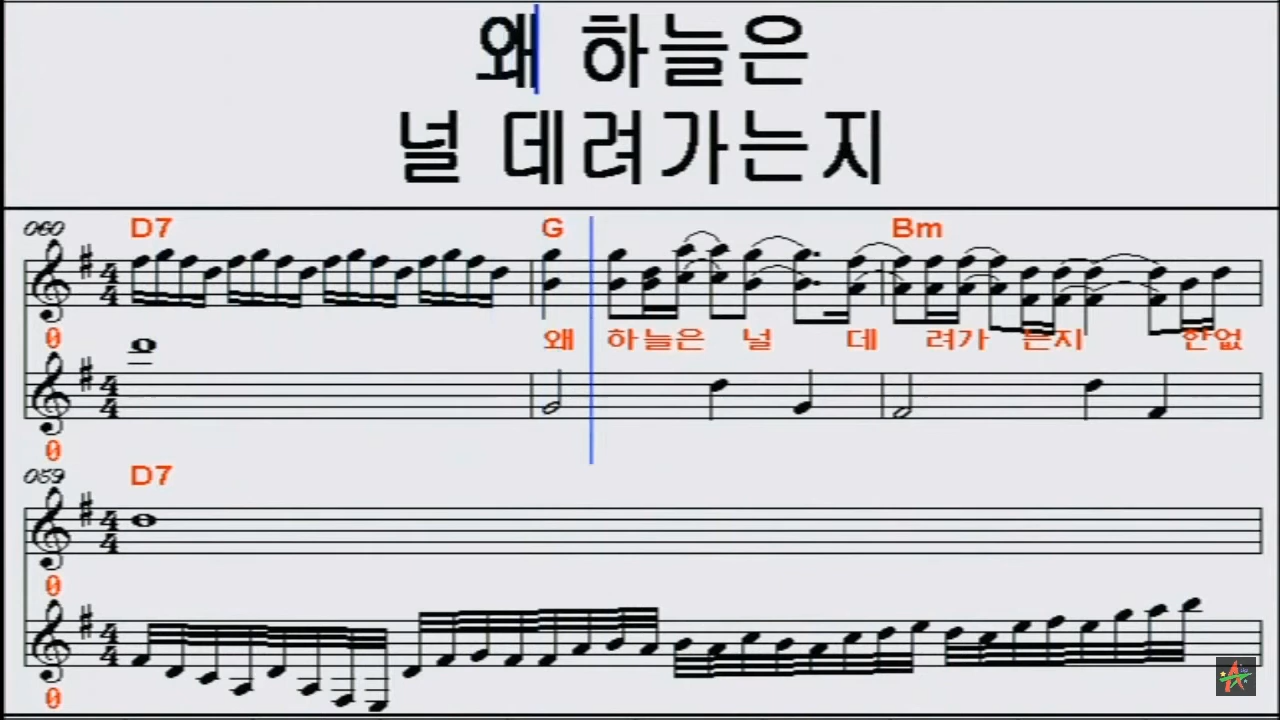 왜 하늘은
널 데려가는지
060 D7 G Bm
0 왜 하늘은 널 데 려가 는지 한없
0
059 D7
0
0